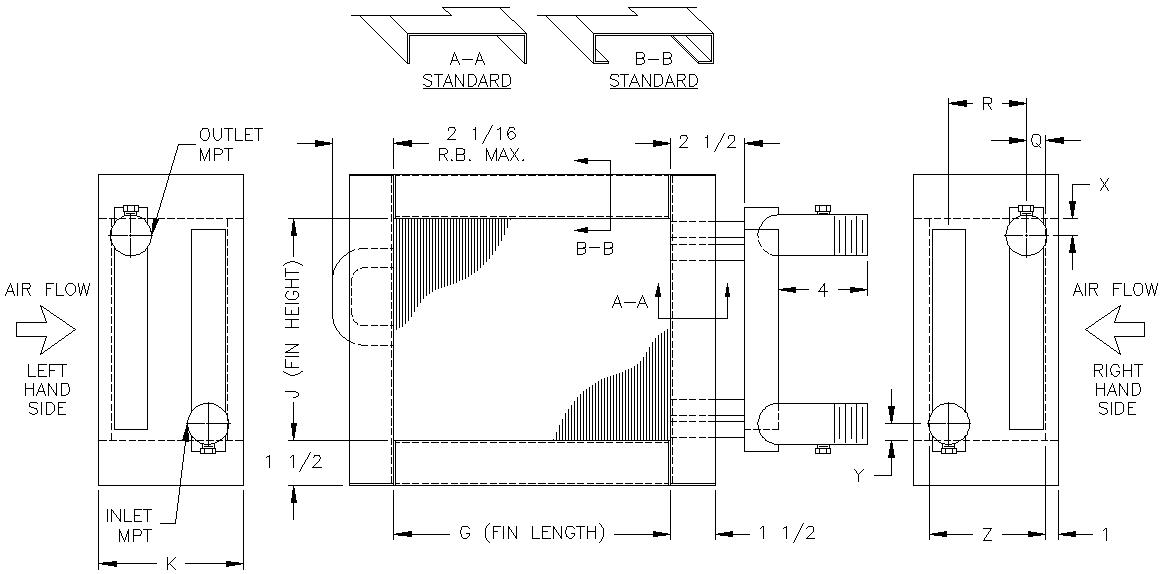 A-A
STANDARD
B-B
STANDARD
OUTLET
MPT
2 1/16
R.B. MAX.
2 1/2
R
Q
X
B-B
A-A
4
AIR FLOW
LEFT
HAND
SIDE
J (FIN HEIGHT)
AIR FLOW
RIGHT
HAND
SIDE
1 1/2
Y
INLET
MPT
K
G (FIN LENGTH)
1 1/2
Z
1